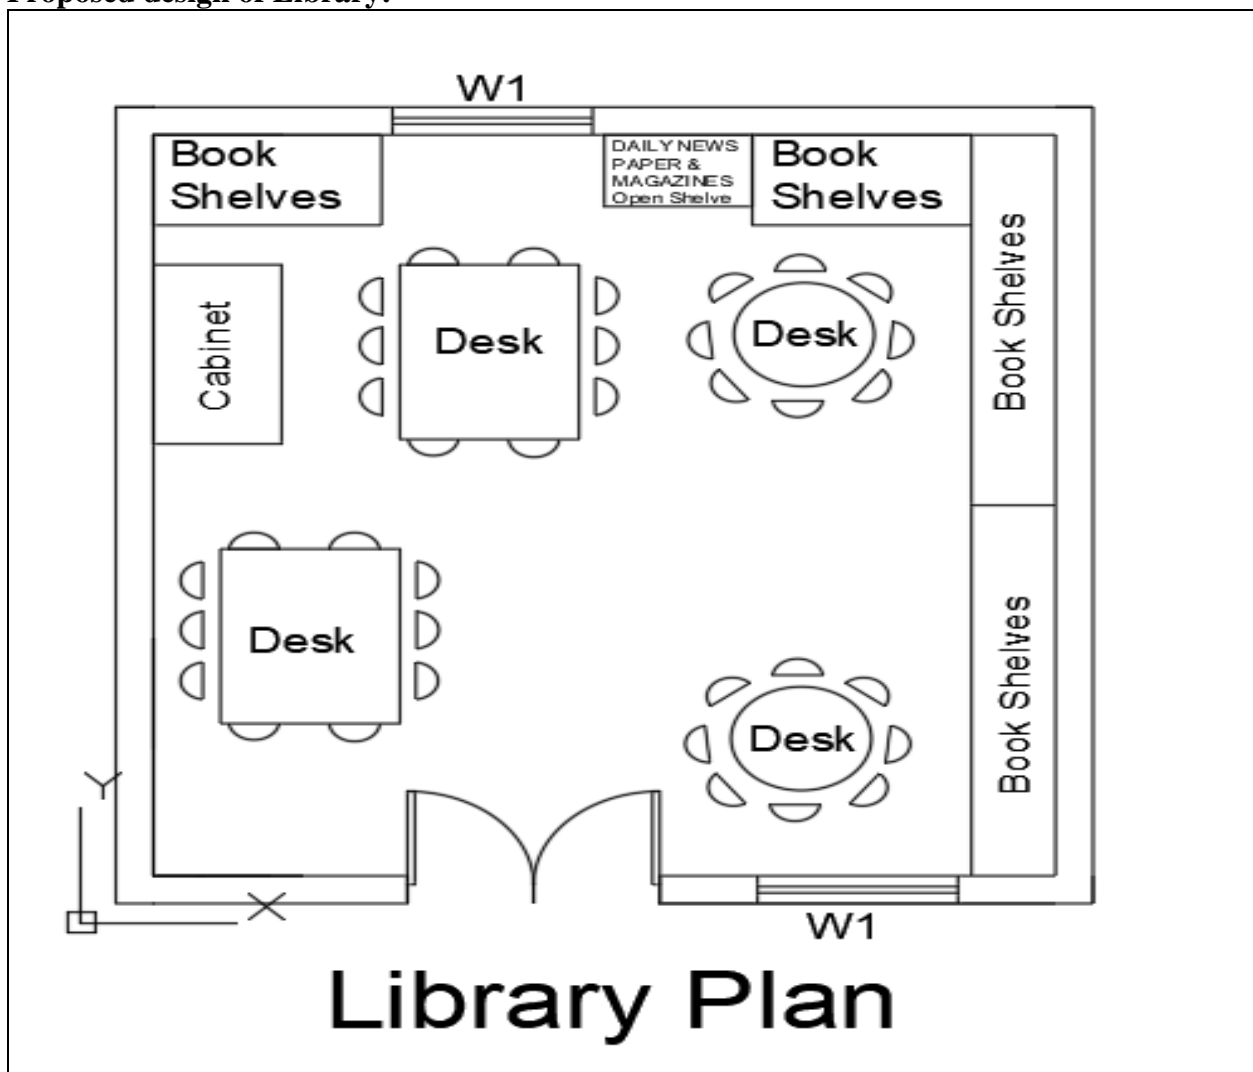 Proposed design of Library:
W1
Book
Shelves
DAILY NEWS
PAPER &
MAGAZINES
Open Shelve
Book
Shelves
Book Shelves
Cabinet
Desk
Desk
Desk
Book Shelves
Desk
Y
X
W1
Library Plan